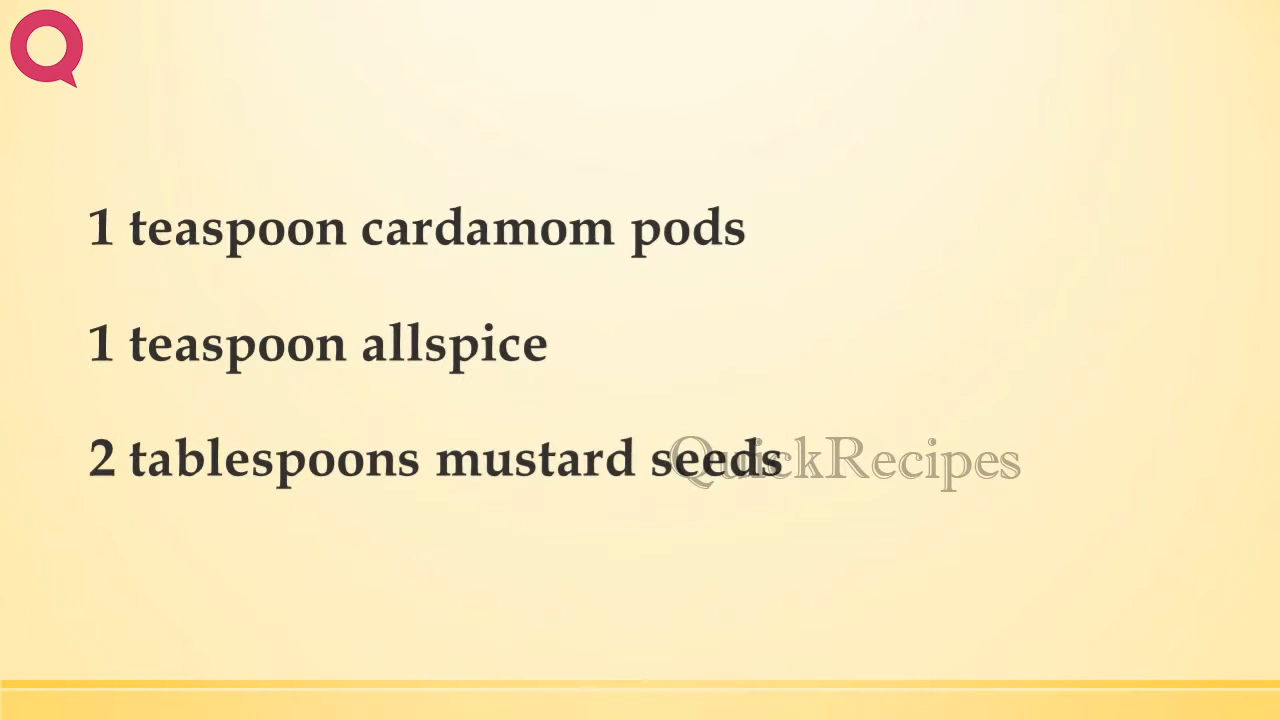 1 teaspoon cardamom pods
1 teaspoon allspice
2 tablespoons mustard seeds
QuickRecipes